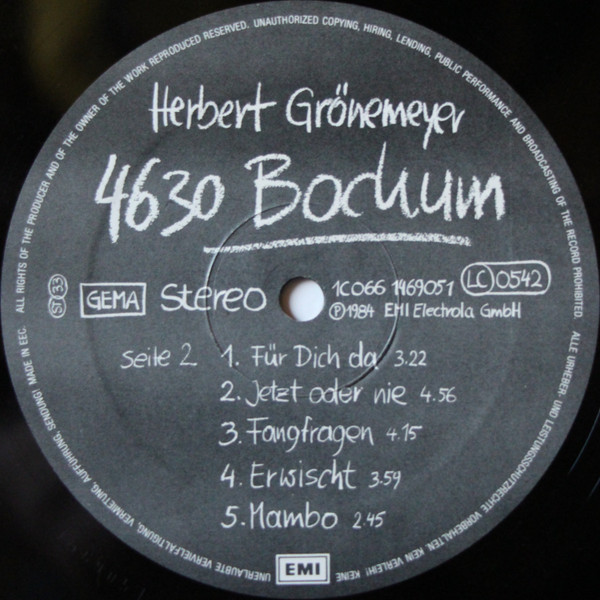 ALL RIGHTS OF THE PRODUCER AND OF THE OWNER OF THE WORK REPRODUCED RESERVED. UNAUTHORIZED COPYING, HIRING, LENDING, PUBLIC PERFORMANCE AND BROADCASTING OF THE RECORD PROHIBITED.
Herbert Grönemeyer
4630 Bochum
ST 33 GEMA Stereo
1C066 1469051 LC 0542
Ⓟ1984 EMI Electrola GmbH
Seite 2 1. Für Dich da 3.22
2. Jetzt oder nie 4.56
3. Fangfragen 4.15
4. Erwischt 3.59
5. Mambo 2.45
EMI
ALLE URHEBER- UND LEISTUNGSSCHUTZRECHTE VORBEHALTEN. KEIN VERLEIH! KEINE UNERLAUBTE VERVIELFÄLTIGUNG, VERMIETUNG, AUFFÜHRUNG, SENDUNG! MADE IN EEC.